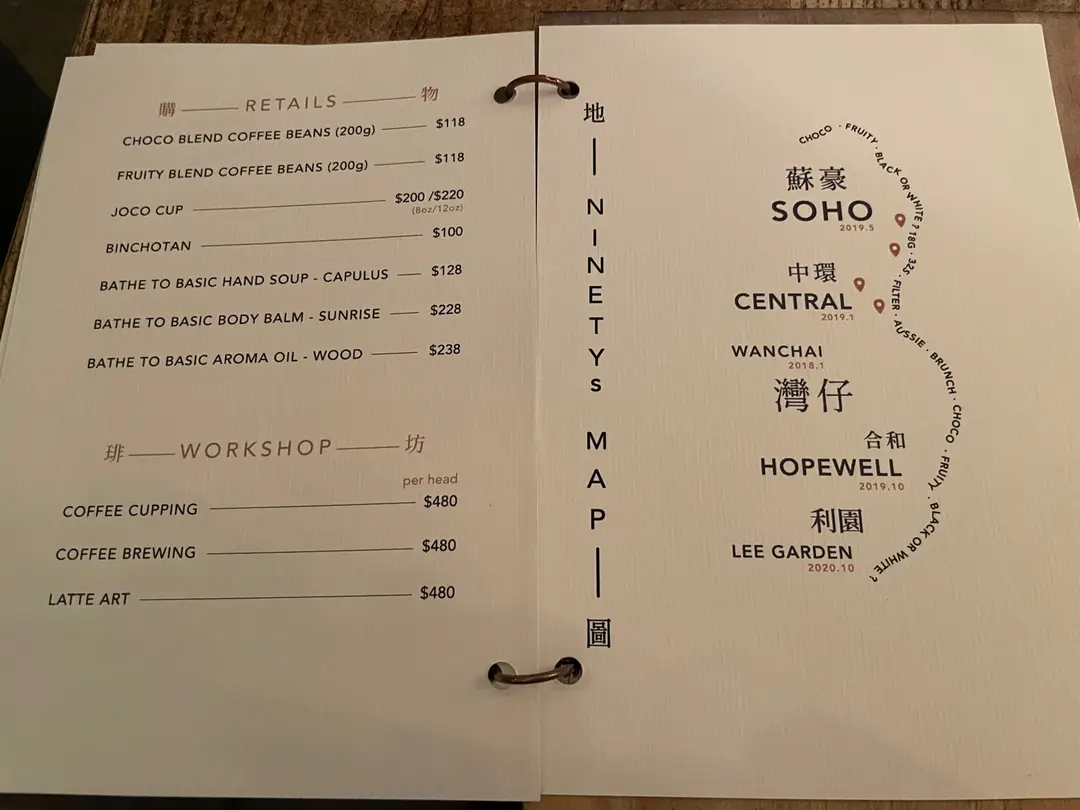 購 RETAILS 物
CHOCO BLEND COFFEE BEANS (200g) $118
FRUITY BLEND COFFEE BEANS (200g) $118
JOCO CUP $200 /$220
(8oz/12oz)
BINCHOTAN $100
BATHE TO BASIC HAND SOUP - CAPULUS $128
BATHE TO BASIC BODY BALM - SUNRISE $228
BATHE TO BASIC AROMA OIL - WOOD $238
琲 WORKSHOP 坊
per head
COFFEE CUPPING $480
COFFEE BREWING $480
LATTE ART $480
地 NINETYs MAP 圖
蘇豪
SOHO
2019.5
中環
CENTRAL
2019.1
WANCHAI
2018.1
灣仔
合和
HOPEWELL
2019.10
利園
LEE GARDEN
2020.10
CHOCO · FRUITY · BLACK OR WHITE ? 18G · 32s · FILTER · AUSSIE · BRUNCH · CHOCO · FRUITY · BLACK OR WHITE ?